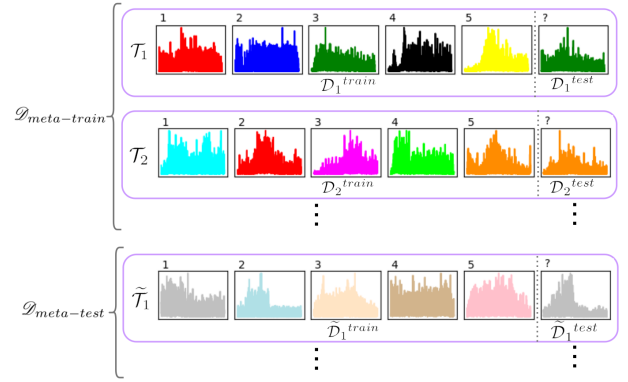 1 2 3 4 5 ?
𝒯₁
𝒟₁ᵗʳᵃⁱⁿ 𝒟₁ᵗᵉˢᵗ
𝒟meta−train
1 2 3 4 5 ?
𝒯₂
𝒟₂ᵗʳᵃⁱⁿ 𝒟₂ᵗᵉˢᵗ
1 2 3 4 5 ?
𝒯̃₁
𝒟meta−test
𝒟̃₁ᵗʳᵃⁱⁿ 𝒟̃₁ᵗᵉˢᵗ